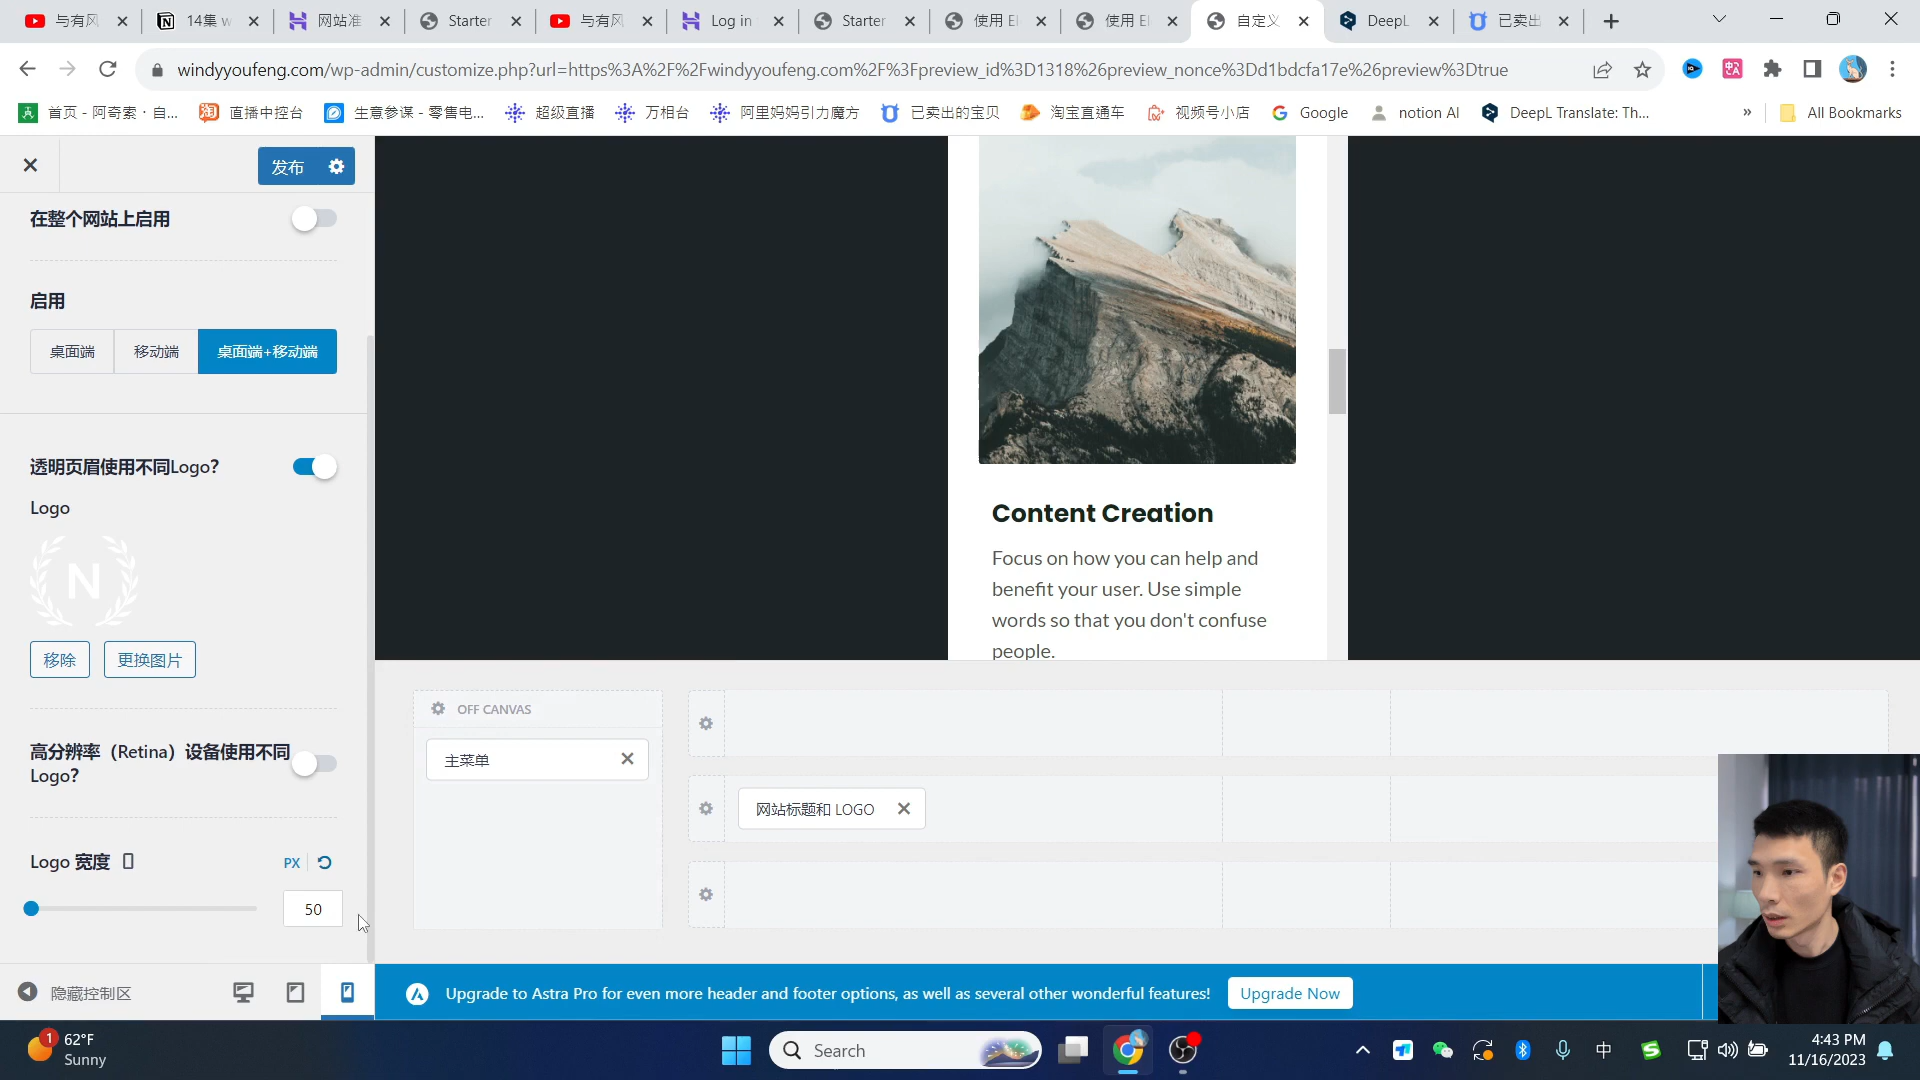 与有风
14集 w
网站准
Starter
与有风
Log in
Starter
使用 El
使用 El
自定义
DeepL
已卖出
windyyoufeng.com/wp-admin/customize.php?url=https%3A%2F%2Fwindyyoufeng.com%2F%3Fpreview_id%3D1318%26preview_nonce%3Dd1bdcfa17e%26preview%3Dtrue
首页 - 阿奇索 · 自...
直播中控台
生意参谋 - 零售电...
超级直播
万相台
阿里妈妈引力魔方
已卖出的宝贝
淘宝直通车
视频号小店
Google
notion AI
DeepL Translate: Th...
»
All Bookmarks
发布
在整个网站上启用
启用
桌面端
移动端
桌面端+移动端
透明页眉使用不同Logo?
Logo
N
移除
更换图片
高分辨率（Retina）设备使用不同
Logo?
Logo 宽度
PX
50
隐藏控制区
Content Creation
Focus on how you can help and
benefit your user. Use simple
words so that you don't confuse
people.
OFF CANVAS
主菜单
网站标题和 LOGO
Upgrade to Astra Pro for even more header and footer options, as well as several other wonderful features!
Upgrade Now
1
62°F
Sunny
Search
中
4:43 PM
11/16/2023